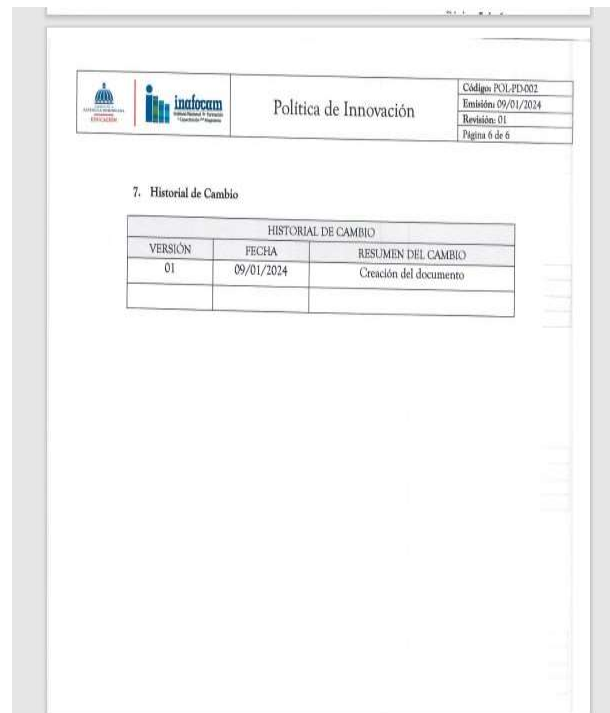 EDUCACIÓN
inafocam
Política de Innovación
Código: POL-PD-002
Emisión: 09/01/2024
Revisión: 01
Página 6 de 6
7. Historial de Cambio
HISTORIAL DE CAMBIO
VERSIÓN FECHA RESUMEN DEL CAMBIO
01 09/01/2024 Creación del documento